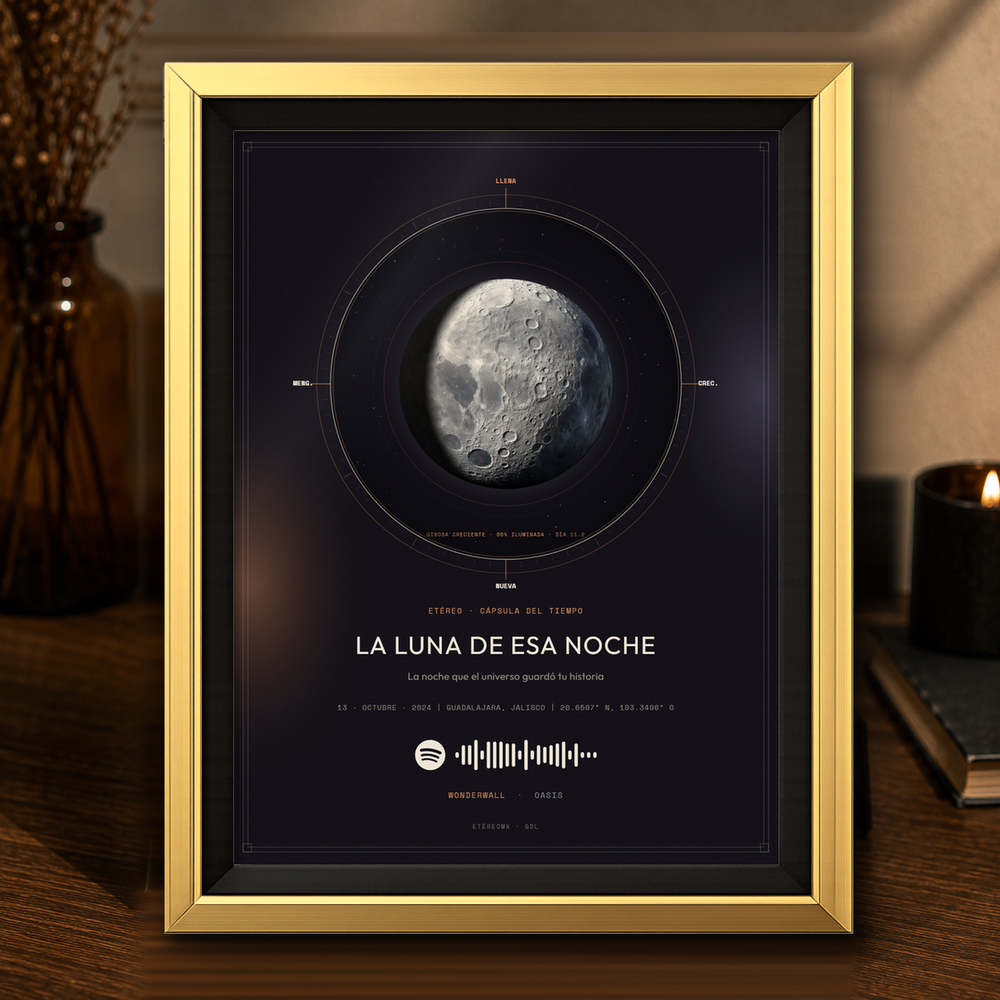 LLENA
MENG.
CREC.
GIBOSA CRECIENTE · 86% ILUMINADA · DÍA 11.2
NUEVA
ETÉREO · CÁPSULA DEL TIEMPO
LA LUNA DE ESA NOCHE
La noche que el universo guardó tu historia
13 · OCTUBRE · 2024 | GUADALAJARA, JALISCO | 20.6597° N, 103.3496° O
WONDERWALL · OASIS
ETEREOMX · GDL